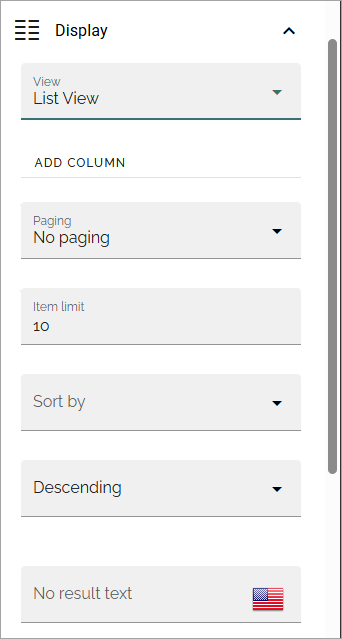 Display
View
List View
ADD COLUMN
Paging
No paging
Item limit
10
Sort by
Descending
No result text